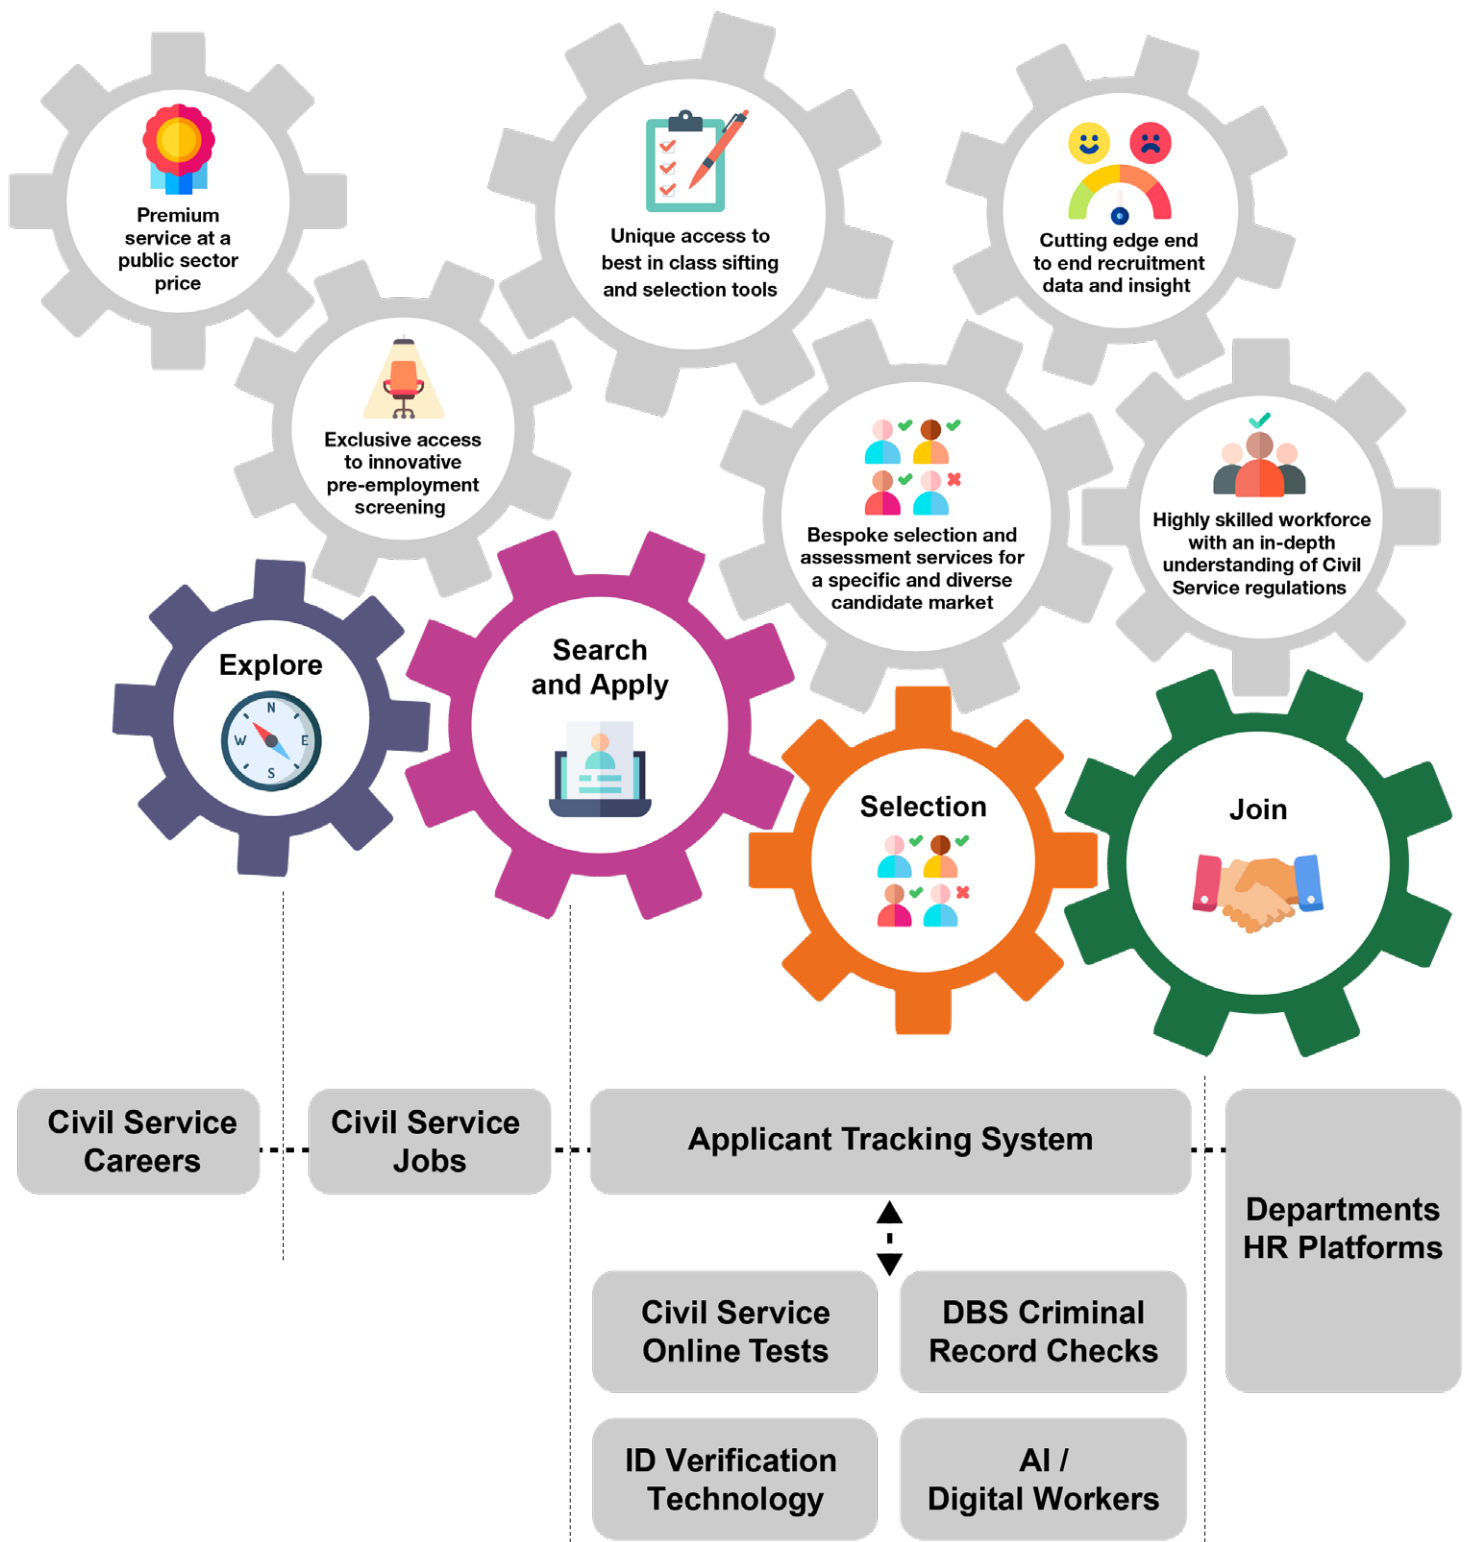 Premium
service at a
public sector
price
Unique access to
best in class sifting
and selection tools
Cutting edge end
to end recruitment
data and insight
Exclusive access
to innovative
pre-employment
screening
Bespoke selection and
assessment services for
a specific and diverse
candidate market
Highly skilled workforce
with an in-depth
understanding of Civil
Service regulations
Explore
N
W E
S
Search
and Apply
Selection
Join
Civil Service
Careers
Civil Service
Jobs
Applicant Tracking System
Departments
HR Platforms
Civil Service
Online Tests
DBS Criminal
Record Checks
ID Verification
Technology
AI /
Digital Workers